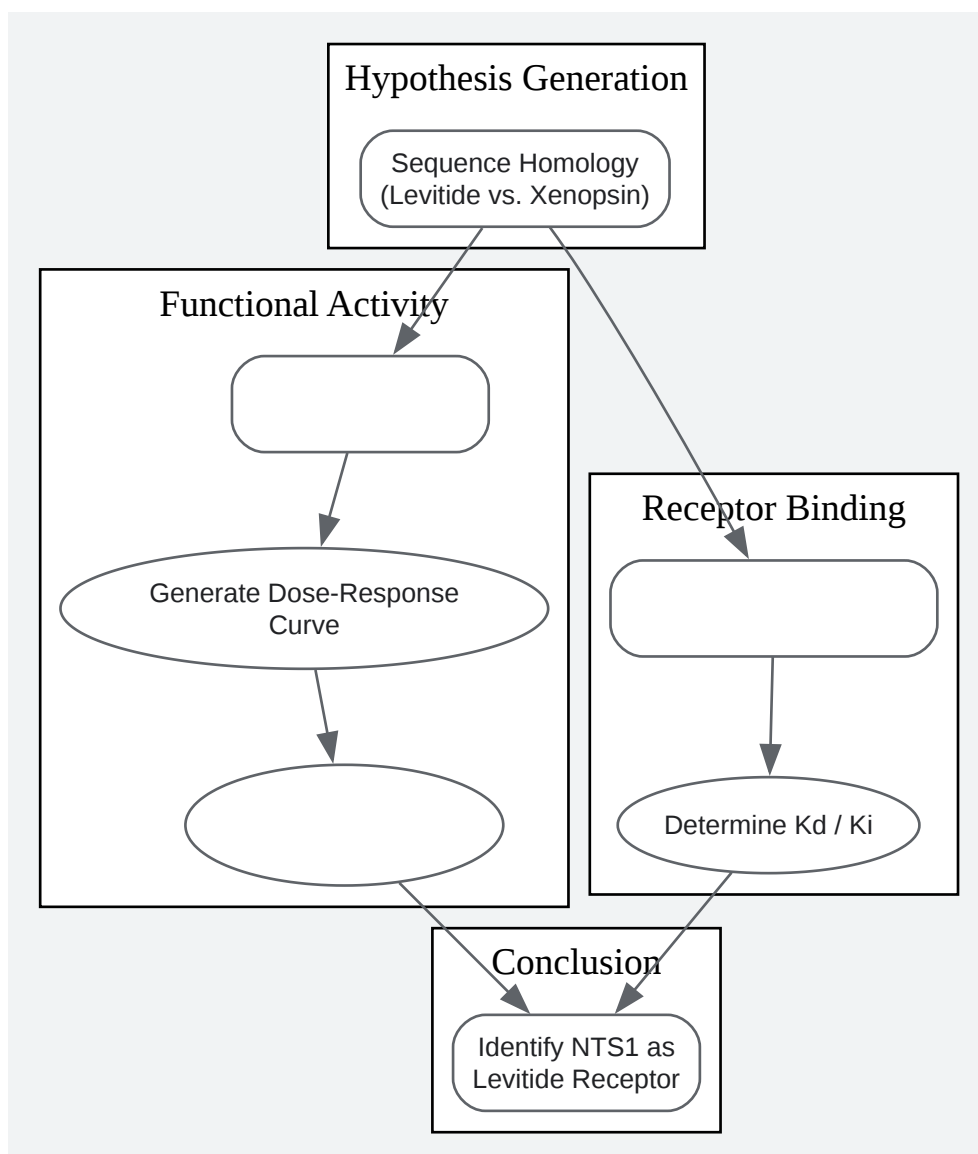 Hypothesis Generation
Sequence Homology
(Levitide vs. Xenopsin)
Functional Activity
Generate Dose-Response
Curve
Receptor Binding
Determine Kd / Ki
Conclusion
Identify NTS1 as
Levitide Receptor